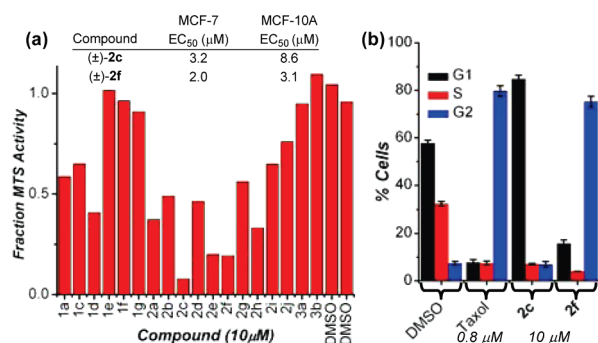 (a)
MCF-7 MCF-10A
Compound EC50 (μM) EC50 (μM)
(±)-2c 3.2 8.6
(±)-2f 2.0 3.1
Fraction MTS Activity
1.0
0.5
0.0
1a 1c 1d 1e 1f 1g 2a 2b 2c 2d 2e 2f 2g 2h 2i 2j 3a 3b DMSO DMSO
Compound (10μM)
(b)
G1
S
G2
% Cells
80
60
40
20
0
DMSO Taxol 2c 2f
0.8 μM 10 μM